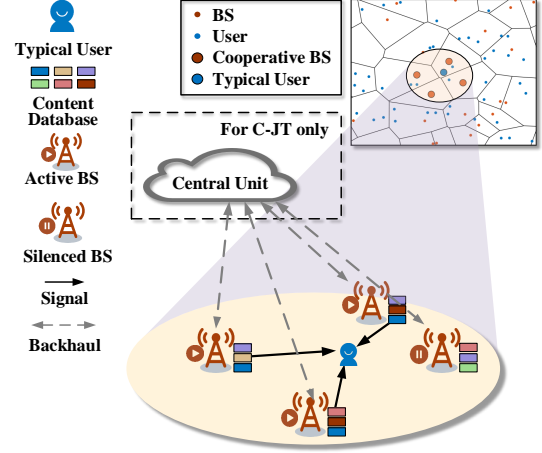 Typical User
Content
Database
Active BS
Silenced BS
Signal
Backhaul
BS
User
Cooperative BS
Typical User
For C-JT only
Central Unit